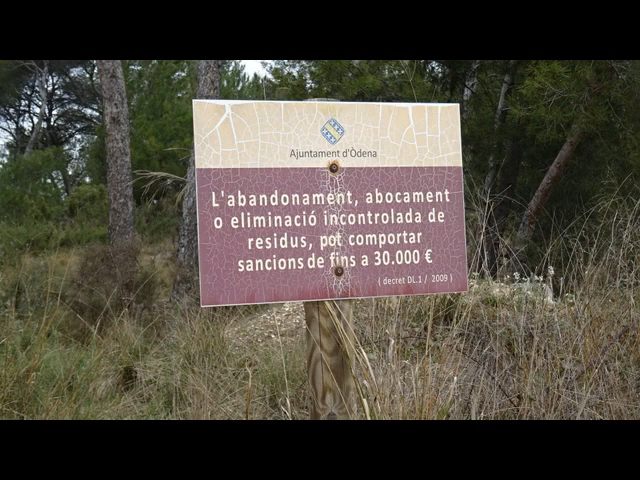 Ajuntament d'Òdena
L'abandonament, abocament
o eliminació incontrolada de
residus, pot comportar
sancions de fins a 30.000 €
( decret DL.1 / 2009 )